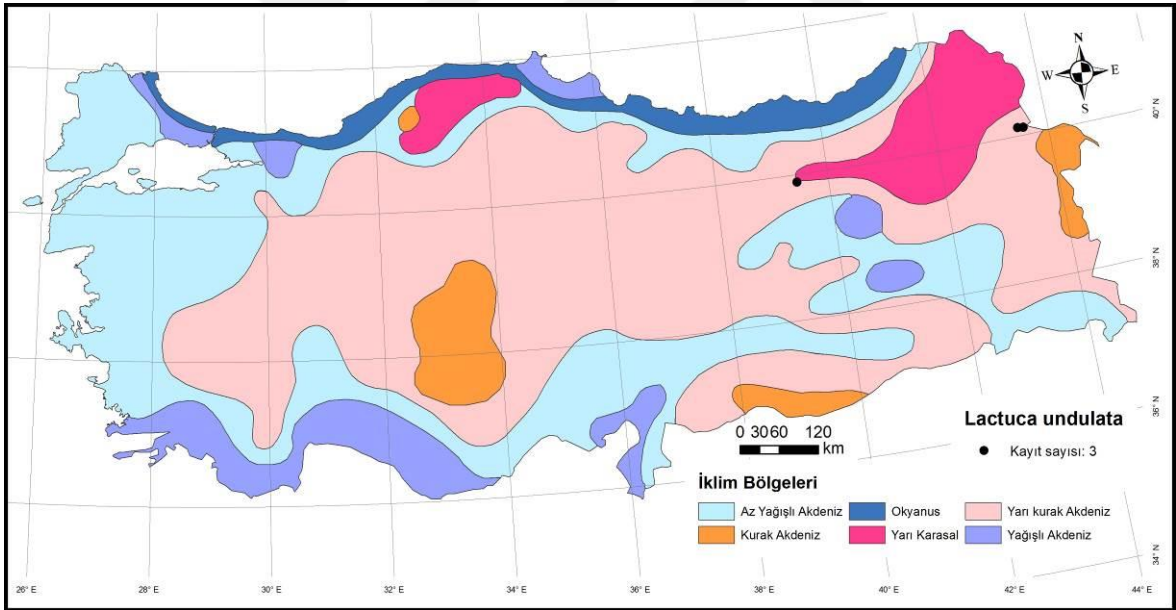 N
W E
S
40° N
38° N
36° N
34° N
Lactuca undulata
Kayıt sayısı: 3
0 30 60 120
km
İklim Bölgeleri
Az Yağışlı Akdeniz
Okyanus
Yarı kurak Akdeniz
Kurak Akdeniz
Yarı Karasal
Yağışlı Akdeniz
26° E 28° E 30° E 32° E 34° E 36° E 38° E 40° E 42° E 44° E